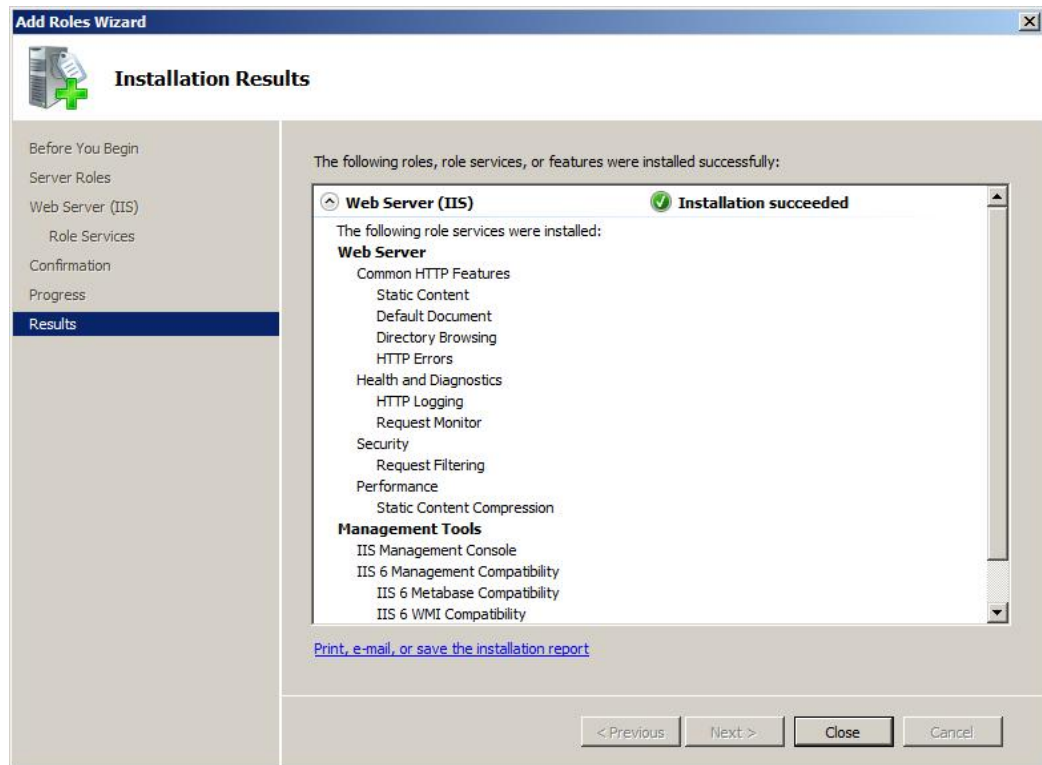 Add Roles Wizard
Installation Results
Before You Begin
Server Roles
Web Server (IIS)
Role Services
Confirmation
Progress
Results
The following roles, role services, or features were installed successfully:
Web Server (IIS) Installation succeeded
The following role services were installed:
Web Server
Common HTTP Features
Static Content
Default Document
Directory Browsing
HTTP Errors
Health and Diagnostics
HTTP Logging
Request Monitor
Security
Request Filtering
Performance
Static Content Compression
Management Tools
IIS Management Console
IIS 6 Management Compatibility
IIS 6 Metabase Compatibility
IIS 6 WMI Compatibility
Print, e-mail, or save the installation report
< Previous Next > Close Cancel